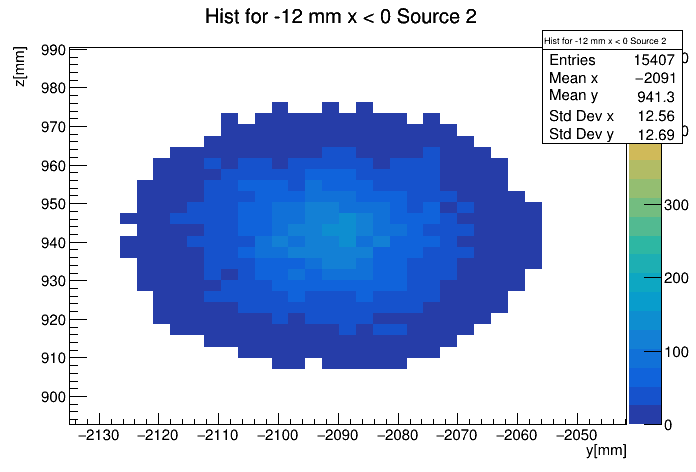 Hist for -12 mm x < 0 Source 2
Hist for -12 mm x < 0 Source 2
Entries 15407
Mean x −2091
Mean y 941.3
Std Dev x 12.56
Std Dev y 12.69
z[mm]
990
980
970
960
950
940
930
920
910
900
−2130 −2120 −2110 −2100 −2090 −2080 −2070 −2060 −2050
y[mm]
0
0
300
200
100
0